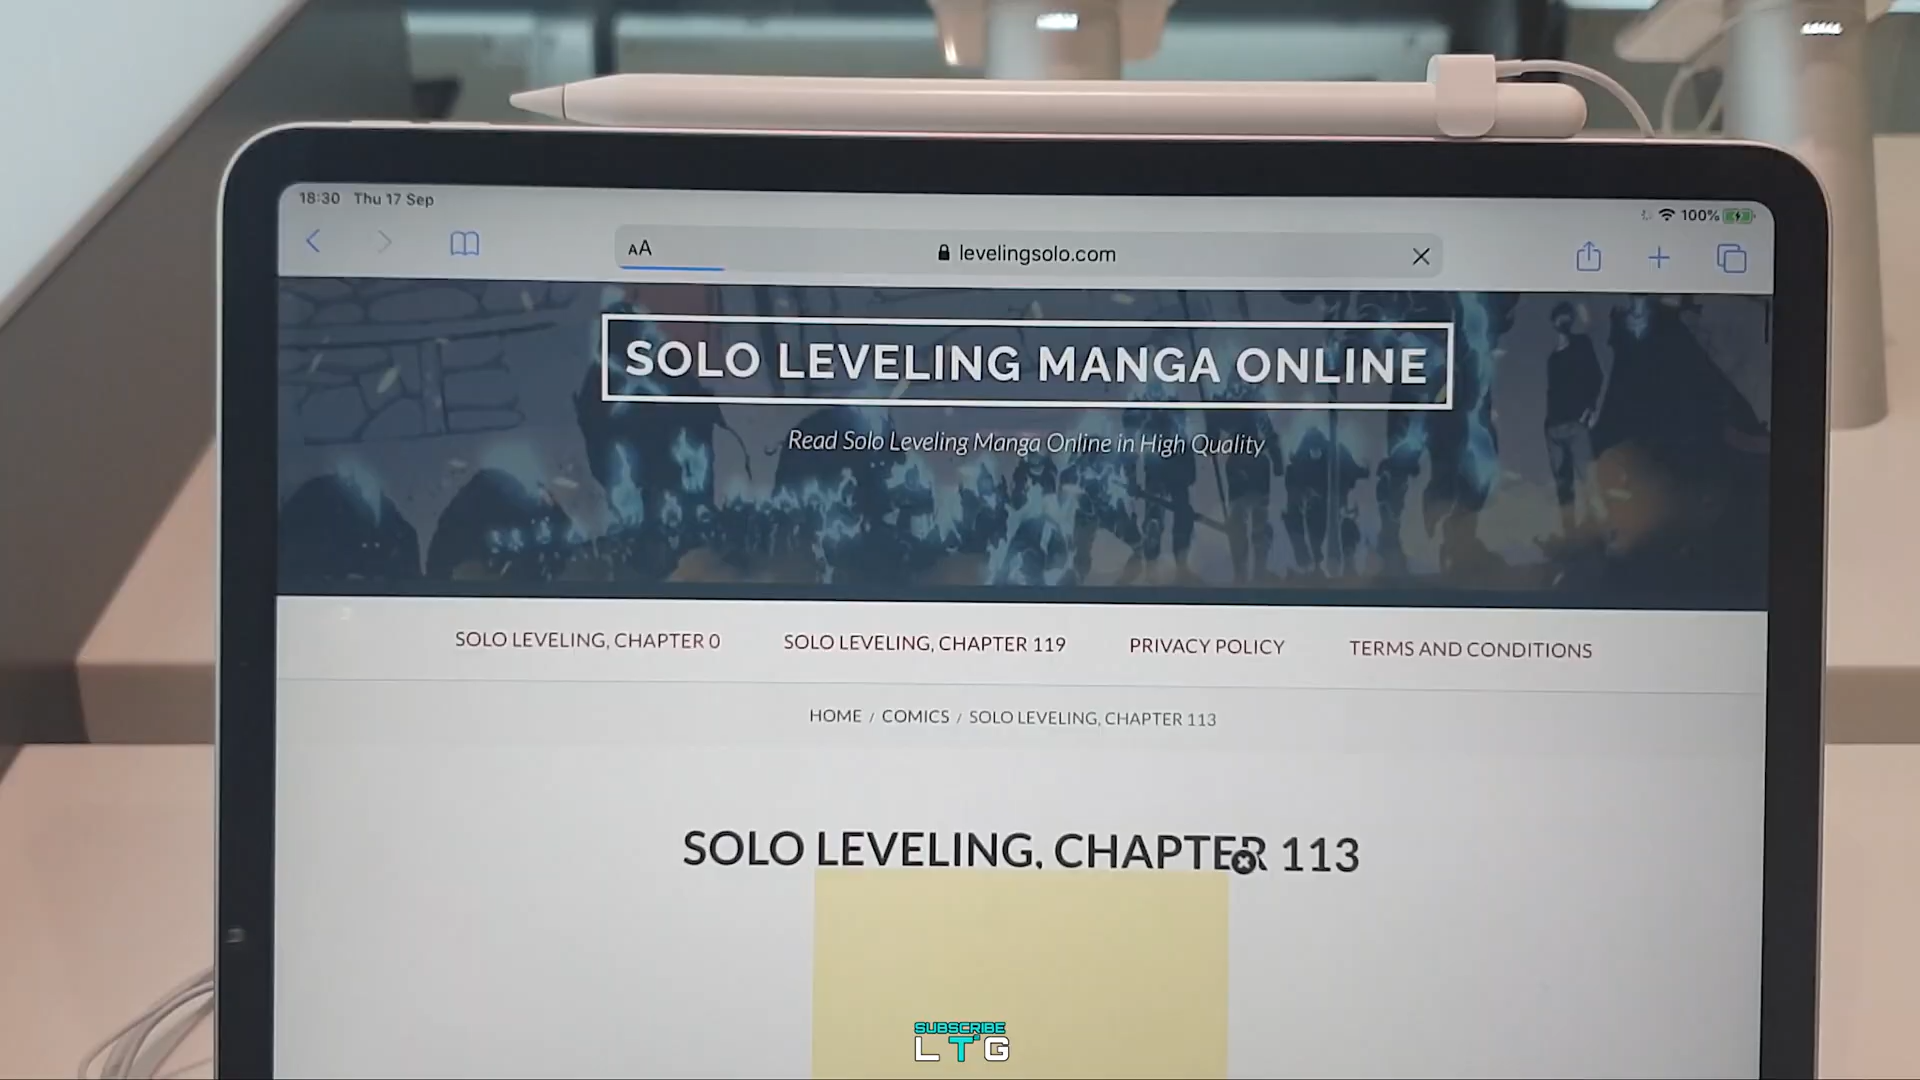 18:30 Thu 17 Sep
100%
AA
levelingsolo.com
SOLO LEVELING MANGA ONLINE
Read Solo Leveling Manga Online in High Quality
SOLO LEVELING, CHAPTER 0
SOLO LEVELING, CHAPTER 119
PRIVACY POLICY
TERMS AND CONDITIONS
HOME / COMICS / SOLO LEVELING, CHAPTER 113
SOLO LEVELING, CHAPTER 113
SUBSCRIBE
LTG